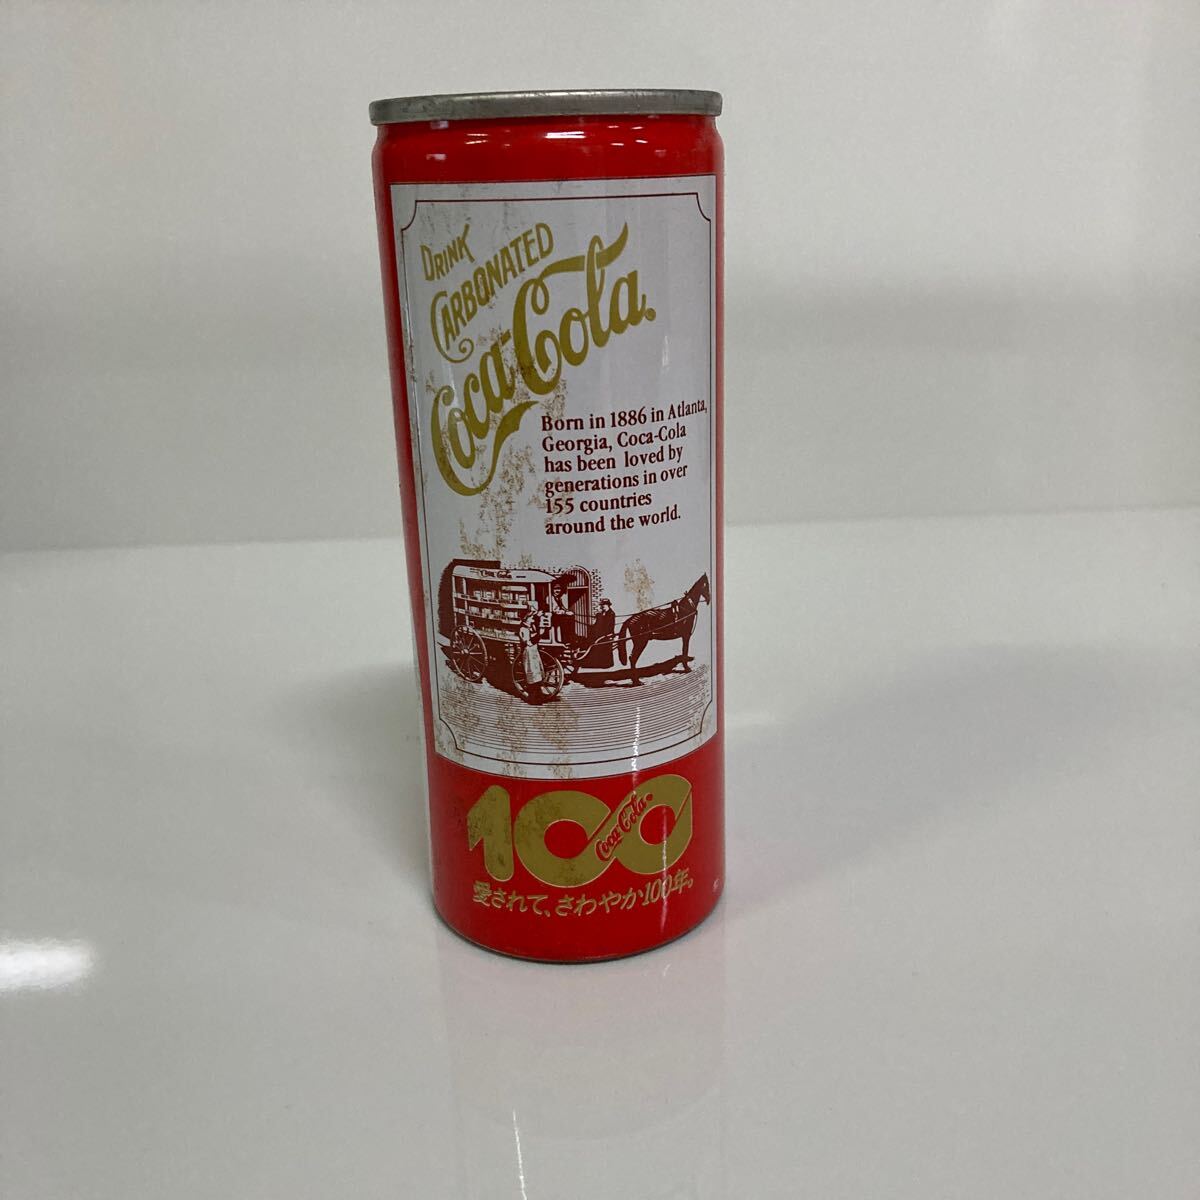 DRINK
CARBONATED
Coca-Cola®
Born in 1886 in Atlanta,
Georgia, Coca-Cola
has been loved by
generations in over
155 countries
around the world.
Coca Cola
100
Coca-Cola®
愛されて、さわやか100年。